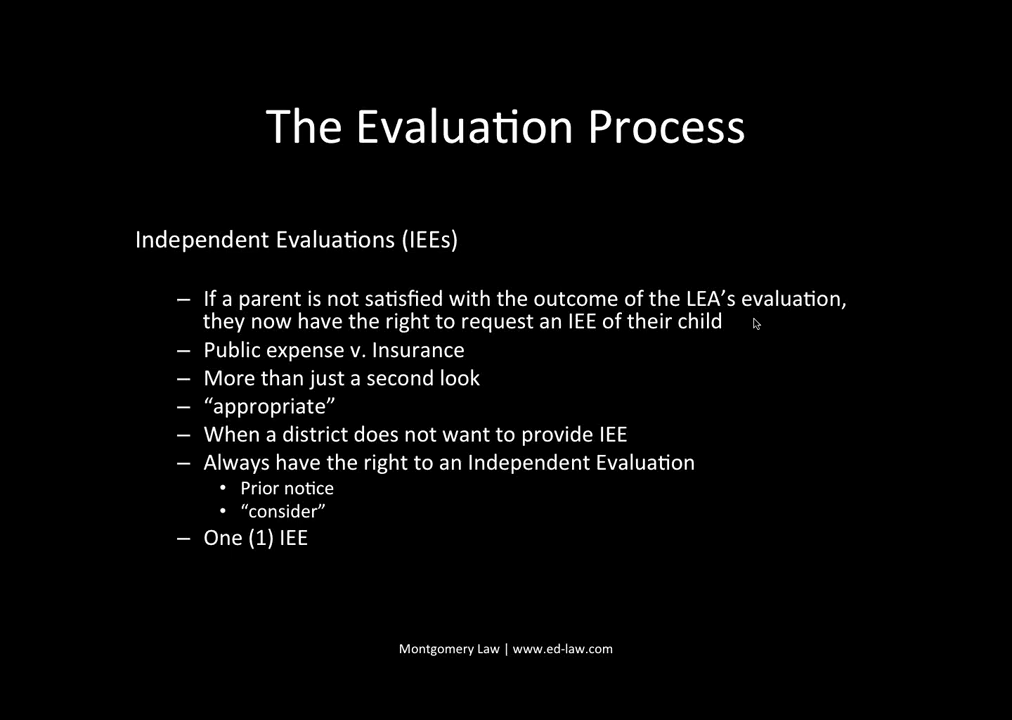 The Evaluation Process
Independent Evaluations (IEEs)
– If a parent is not satisfied with the outcome of the LEA’s evaluation,
they now have the right to request an IEE of their child
– Public expense v. Insurance
– More than just a second look
– “appropriate”
– When a district does not want to provide IEE
– Always have the right to an Independent Evaluation
• Prior notice
• “consider”
– One (1) IEE
Montgomery Law | www.ed-law.com